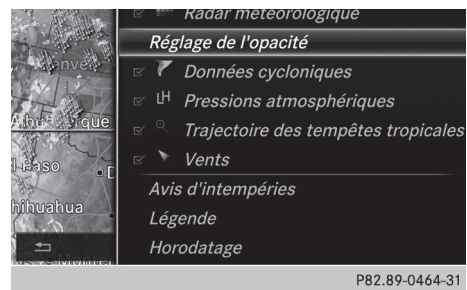 Radar météorologique
Réglage de l'opacité
Données cycloniques
LH Pressions atmosphériques
Trajectoire des tempêtes tropicales
Vents
Avis d'intempéries
Légende
Horodatage
P82.89-0464-31